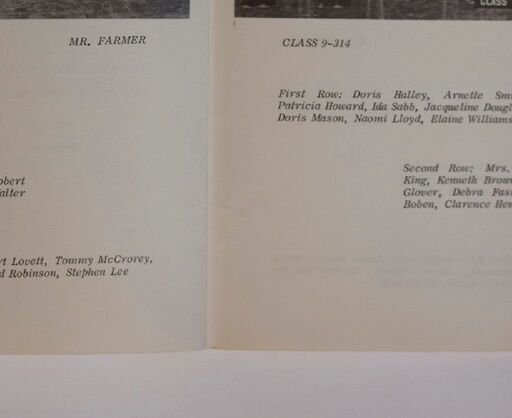 MR. FARMER
obert
alter
rt Lovett, Tommy McCrorey,
d Robinson, Stephen Lee
CLASS
CLASS 9-314
First Row: Doris Halley, Arnette Sm
Patricia Howard, Ida Sabb, Jacqueline Dougl
Doris Mason, Naomi Lloyd, Elaine Williams
Second Row: Mrs.
King, Kenneth Brow
Glover, Debra Fas
Boben, Clarence Hen